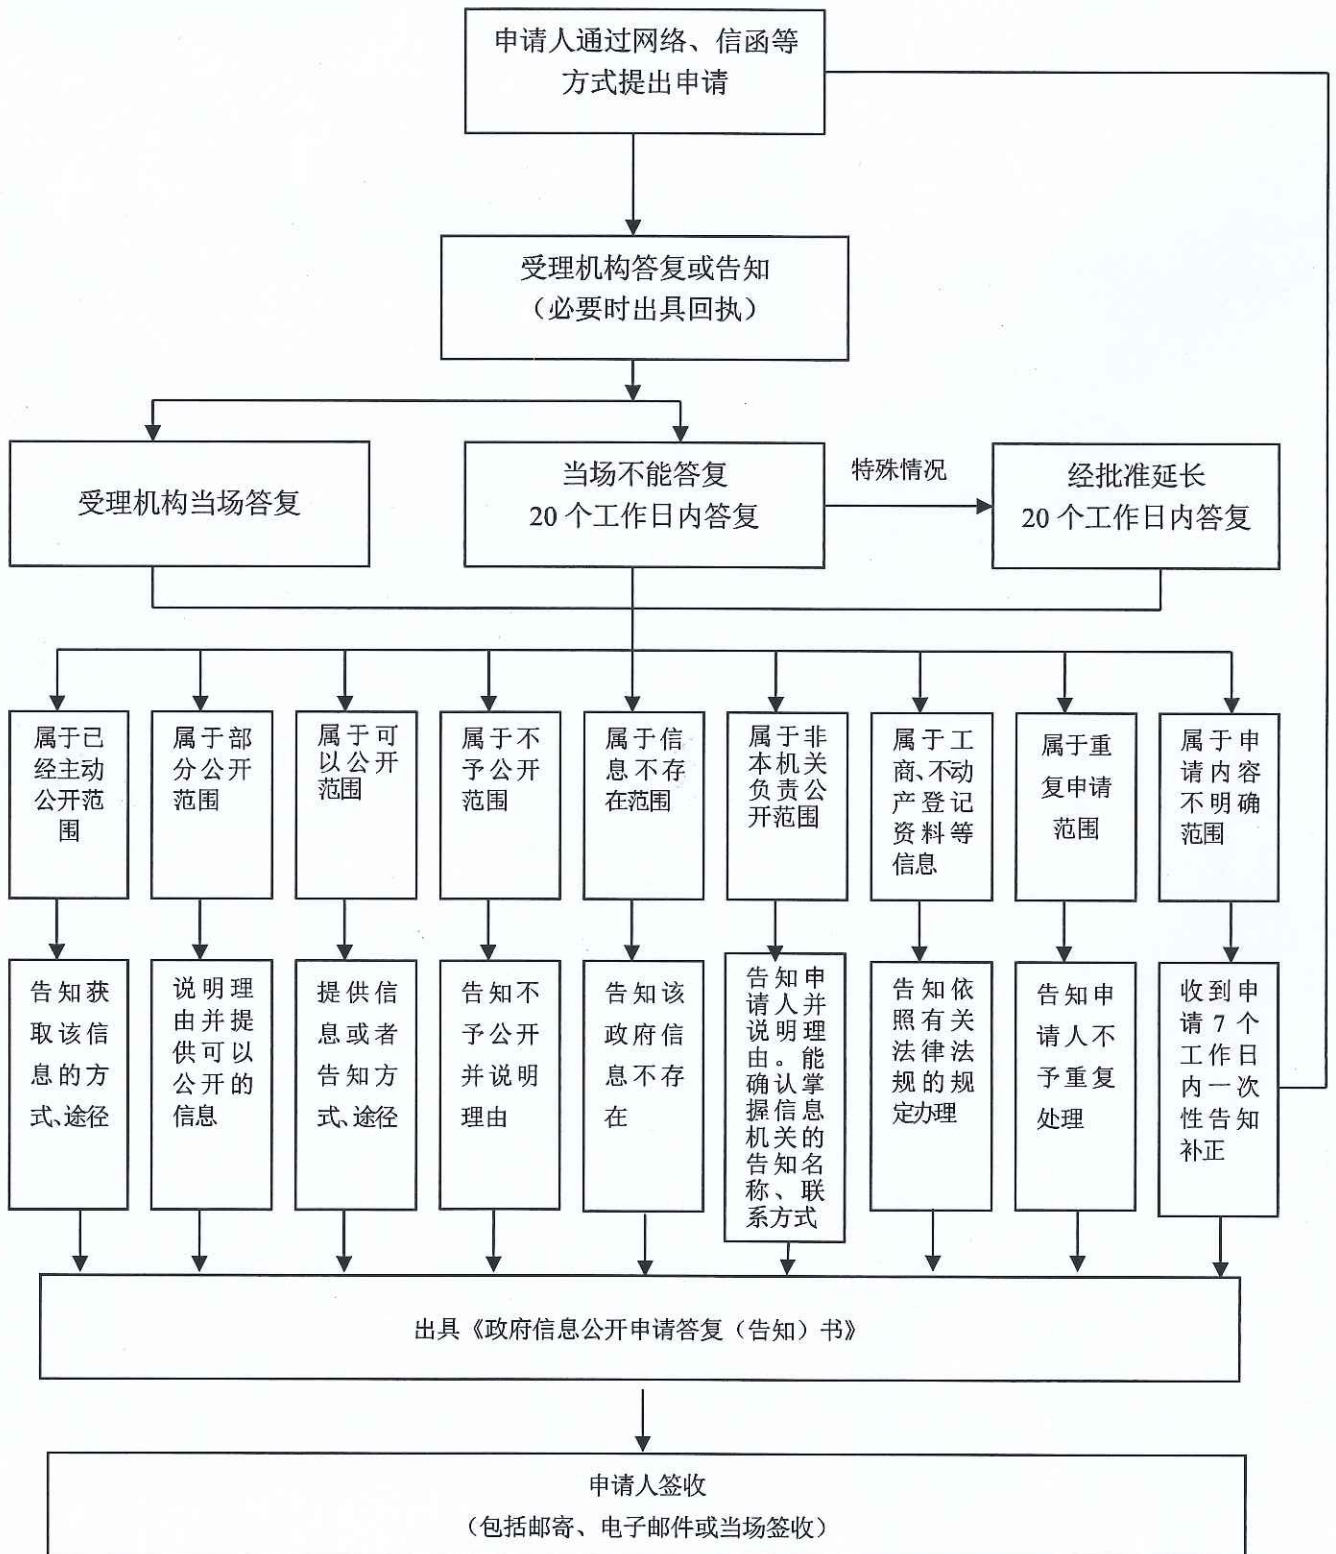 申请人通过网络、信函等
方式提出申请
受理机构答复或告知
（必要时出具回执）
受理机构当场答复
当场不能答复
20 个工作日内答复
特殊情况
经批准延长
20 个工作日内答复
属于已
经主动
公开范
围
属于部
分公开
范围
属于可
以公开
范围
属于不
予公开
范围
属于信
息不存
在范围
属于非
本机关
负责公
开范围
属于工
商、不动
产登记
资料等
信息
属于重
复申请
范围
属于申
请内容
不明确
范围
告知获
取该信
息的方
式、途径
说明理
由并提
供可以
公开的
信息
提供信
息或者
告知方
式、途径
告知不
予公开
并说明
理由
告知该
政府信
息不存
在
告知申
请人并
说明理
由。能
确认掌
握信息
机关的
告知名
称、联
系方式
告知依
照有关
法律法
规的规
定办理
告知申
请人不
予重复
处理
收到申
请 7 个
工作日
内一次
性告知
补正
出具《政府信息公开申请答复（告知）书》
申请人签收
（包括邮寄、电子邮件或当场签收）